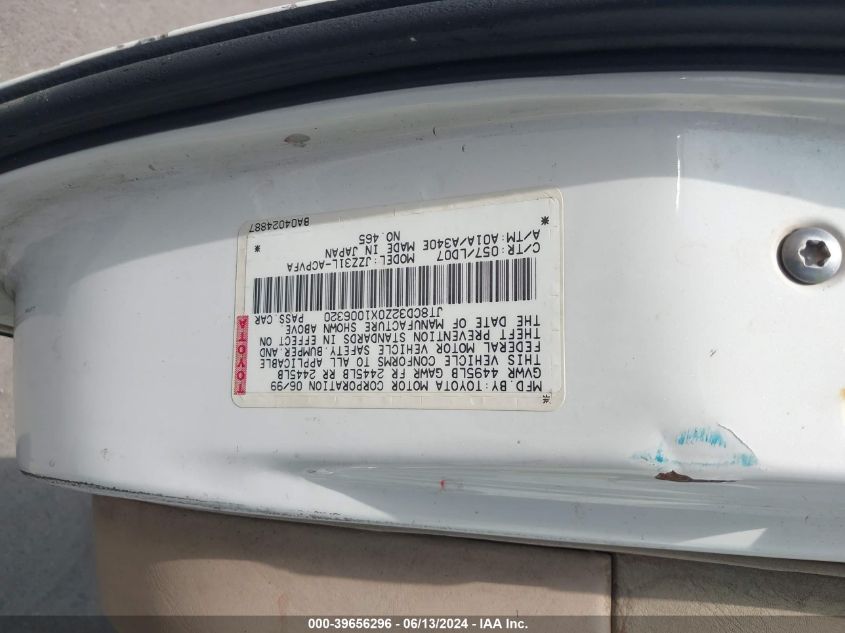 MFD. BY: TOYOTA MOTOR CORPORATION 06/99
GVWR 4495LB GAWR FR 2445LB RR 2445LB
THIS VEHICLE CONFORMS TO ALL APPLICABLE
FEDERAL MOTOR VEHICLE SAFETY, BUMPER AND
THEFT PREVENTION STANDARDS IN EFFECT ON
THE DATE OF MANUFACTURE SHOWN ABOVE
TOYOTA
JT8CD32Z0X1006320 PASS CAR
C/TR: 057/LD07 MODEL: JZZ31L-ACPVFA
A/TM: A01A/A340E MADE IN JAPAN
NO. 465
BA04024887
000-39656296 - 06/13/2024 - IAA Inc.